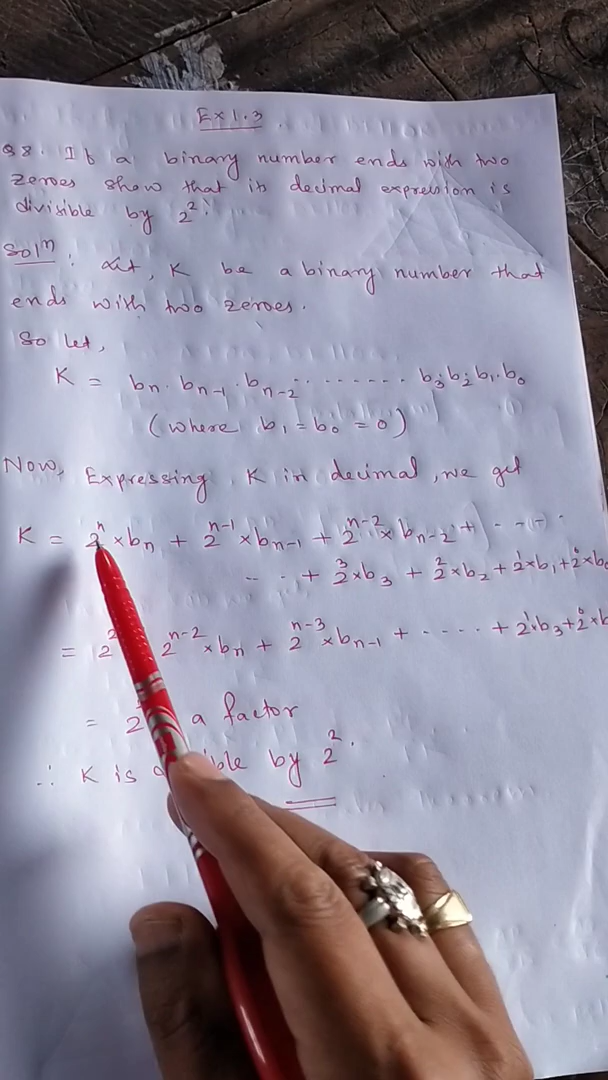 Ex 1.3
Q8. If a binary number ends with two
zeroes show that its decimal expression is
divisible by 2².
Solⁿ : Let, K be a binary number that
ends with two zeroes.
So let,
K = bₙ. bₙ₋₁. bₙ₋₂ ........ b₃b₂b₁.b₀
(where b₁ = b₀ = 0)
Now, Expressing K in decimal, we get
K = 2ⁿ × bₙ + 2ⁿ⁻¹ × bₙ₋₁ + 2ⁿ⁻² × bₙ₋₂ + - - - .
- .. + 2³ × b₃ + 2² × b₂ + 2¹ × b₁ + 2⁰ × b₀
= 2² 2ⁿ⁻² × bₙ + 2ⁿ⁻³ × bₙ₋₁ + ..... + 2¹ × b₃ + 2⁰ × b
= 2 a factor
∴ K is by 2².